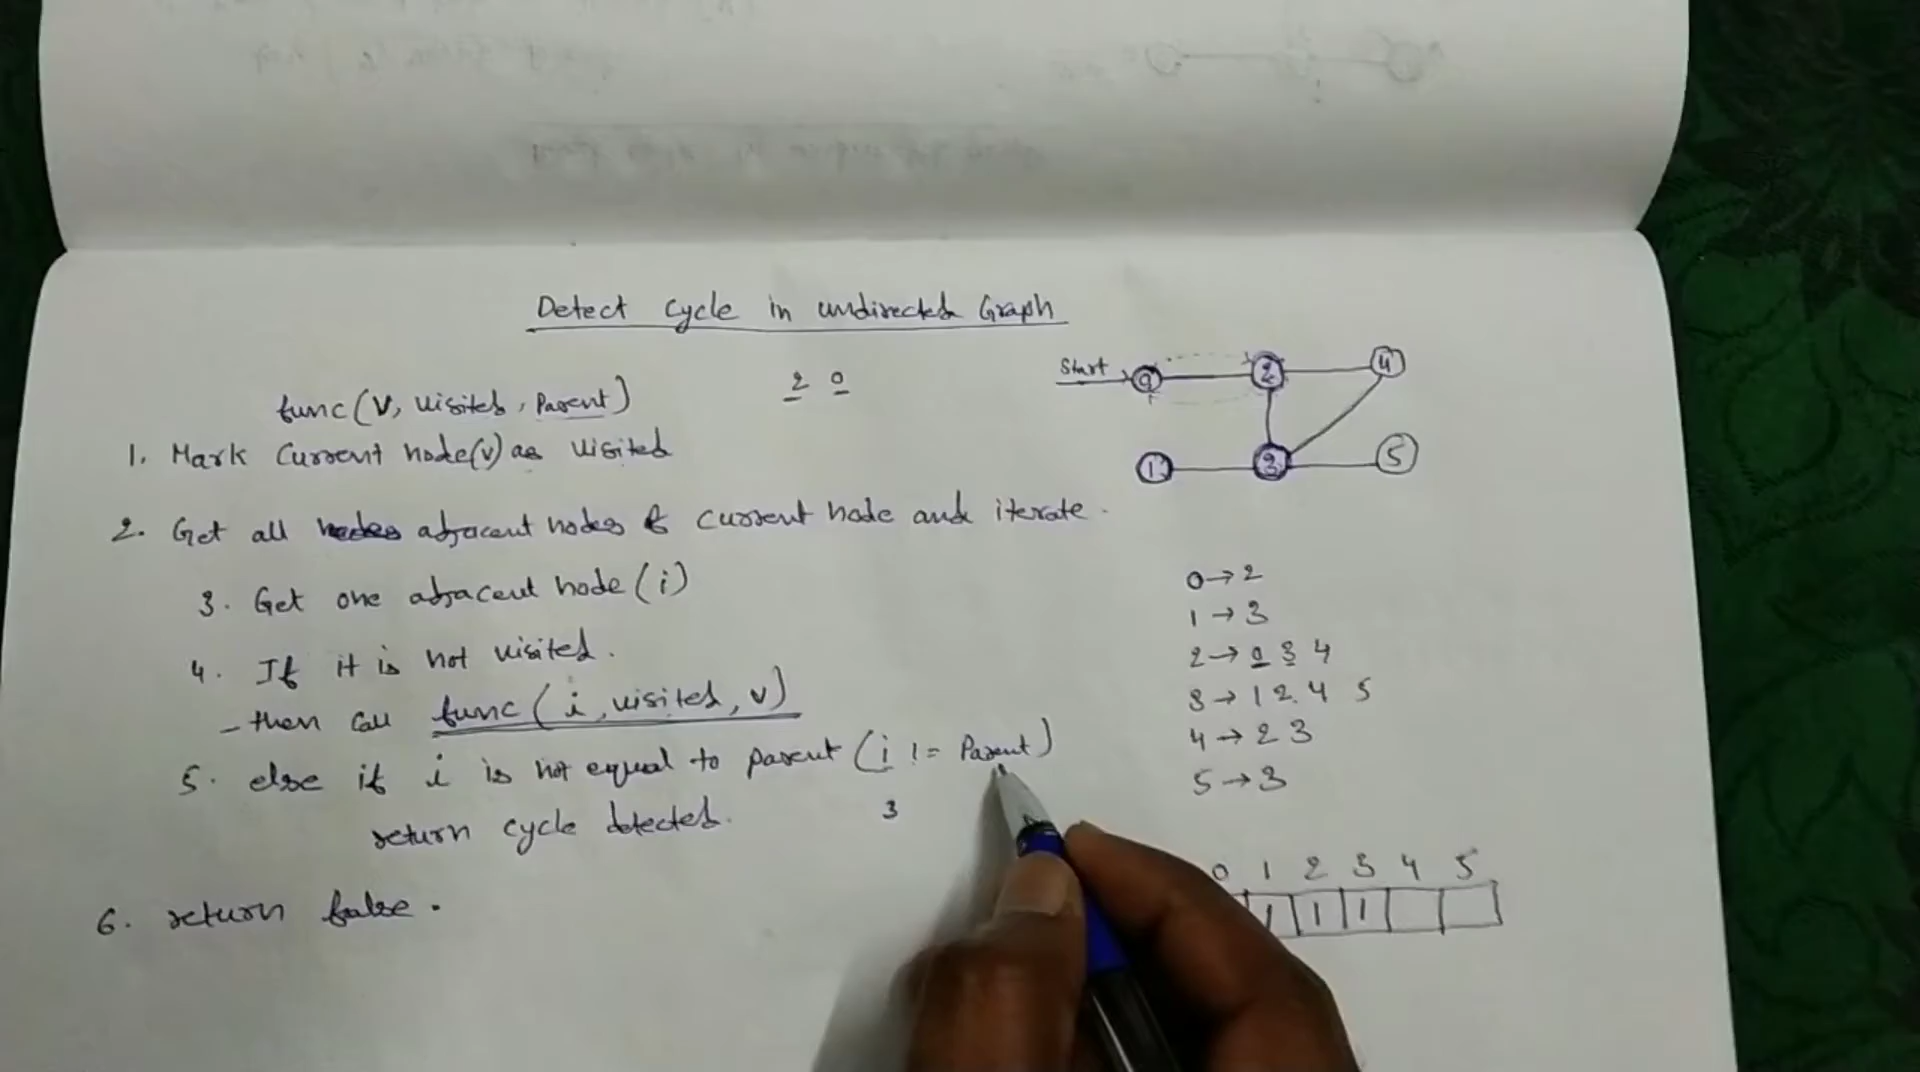 Detect Cycle in undirected Graph
func(V, visited, Parent)
2 0
1. Mark Current node(v) as visited
2. Get all adjacent nodes of current node and iterate.
3. Get one adjacent node (i)
4. If it is not visited.
- then call func(i, visited, v)
5. else if i is not equal to parent (i != Parent)
3
return cycle detected.
6. return false.
Start
0 2 4
1 3 5
0→2
1→3
2→0 3 4
3→1 2 4 5
4→2 3
5→3
0 1 2 3 4 5
1 1 1